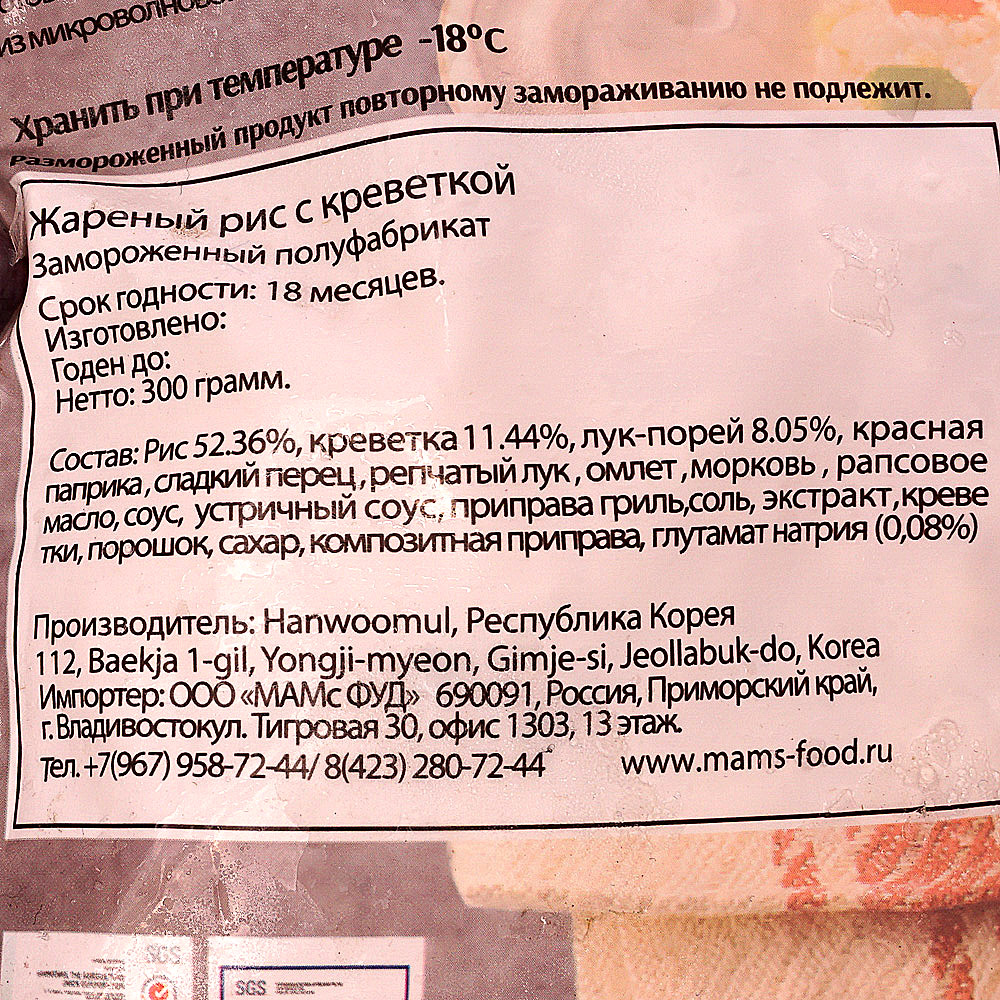 из микроволновой
Хранить при температуре -18°С
Размороженный продукт повторному замораживанию не подлежит.
Жареный рис с креветкой
Замороженный полуфабрикат
Срок годности: 18 месяцев.
Изготовлено:
Годен до:
Нетто: 300 грамм.
Состав: Рис 52.36%, креветка 11.44%, лук-порей 8.05%, красная
паприка, сладкий перец, репчатый лук, омлет, морковь, рапсовое
масло, соус, устричный соус, приправа гриль,соль, экстракт,креве
тки, порошок, сахар, композитная приправа, глутамат натрия (0,08%)
Производитель: Hanwoomul, Республика Корея
112, Baekja 1-gil, Yongji-myeon, Gimje-si, Jeollabuk-do, Korea
Импортер: ООО «МАМс ФУД» 690091, Россия, Приморский край,
г. Владивостокул. Тигровая 30, офис 1303, 13 этаж.
Тел. +7(967) 958-72-44/ 8(423) 280-72-44 www.mams-food.ru
SGS
SGS